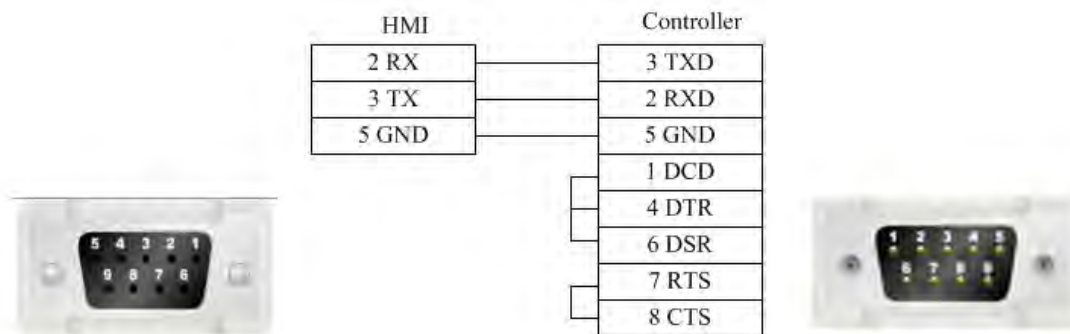 HMI
Controller
2 RX
3 TXD
3 TX
2 RXD
5 GND
5 GND
1 DCD
4 DTR
6 DSR
7 RTS
8 CTS
5 4 3 2 1
9 8 7 6
1 2 3 4 5
6 7 8 9